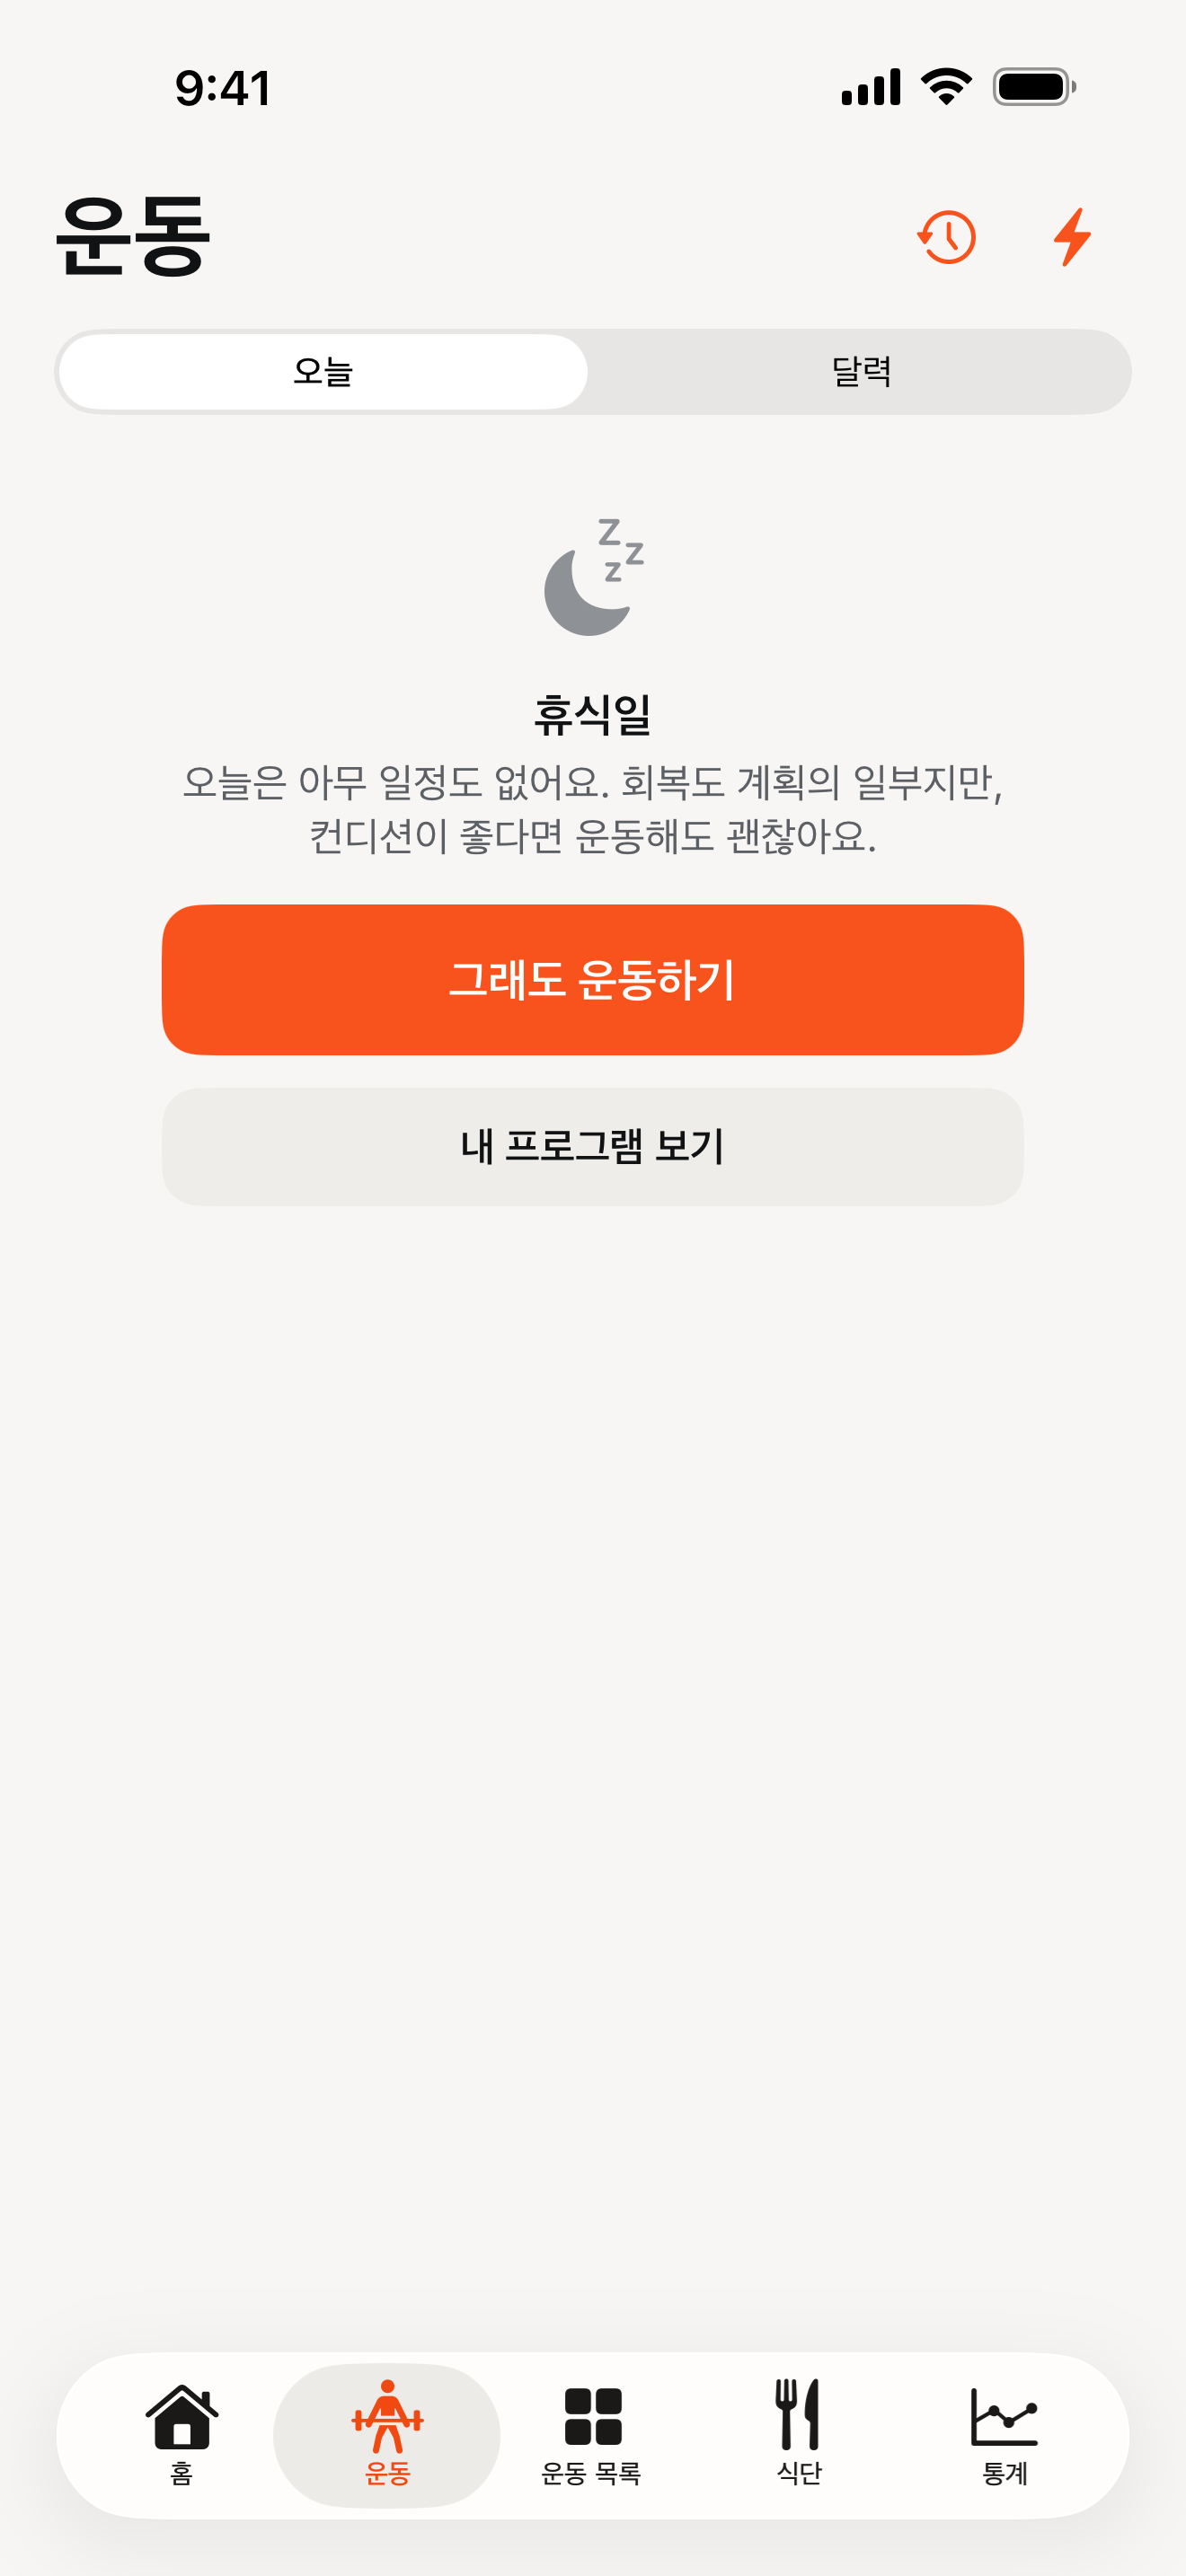 9:41
운동
오늘
달력
휴식일
오늘은 아무 일정도 없어요. 회복도 계획의 일부지만,
컨디션이 좋다면 운동해도 괜찮아요.
그래도 운동하기
내 프로그램 보기
홈
운동
운동 목록
식단
통계